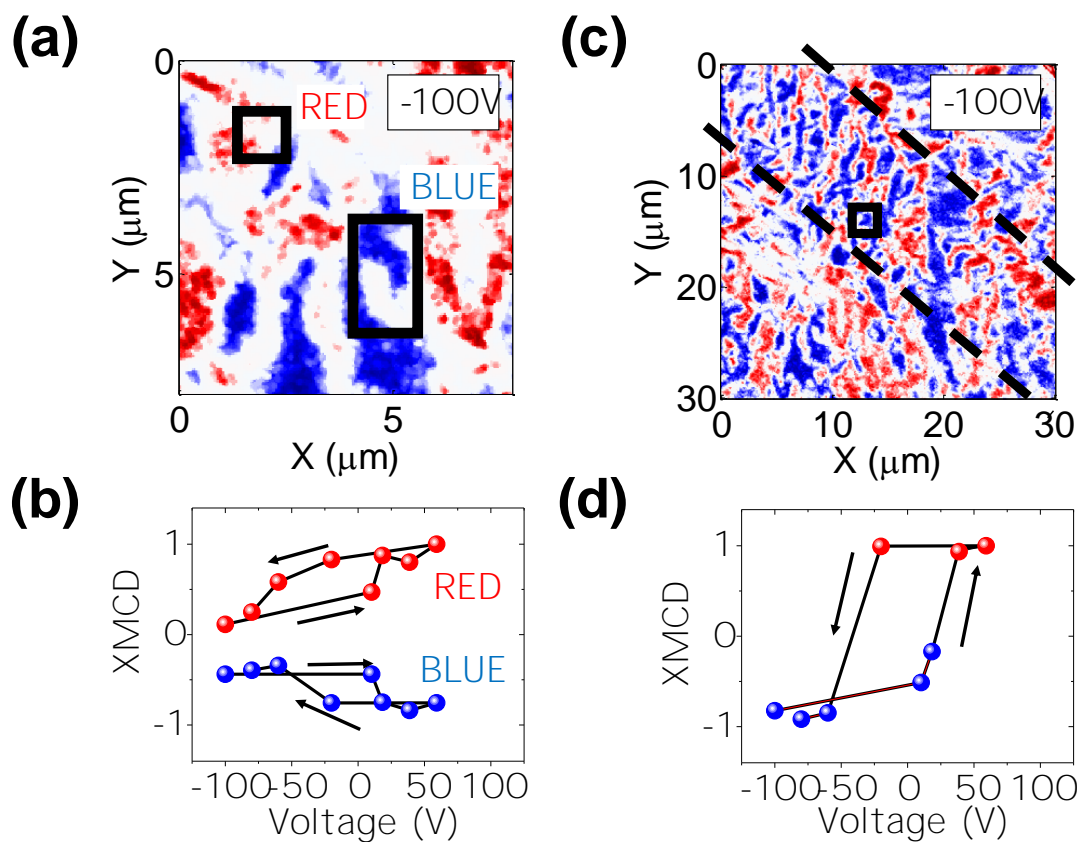 (a)
0
5
Y (μm)
RED
BLUE
-100V
0 5
X (μm)
(c)
0
10
20
30
Y (μm)
-100V
0 10 20 30
X (μm)
(b)
1
0
-1
XMCD
RED
BLUE
-100 -50 0 50 100
Voltage (V)
(d)
1
0
-1
XMCD
-100 -50 0 50 100
Voltage (V)